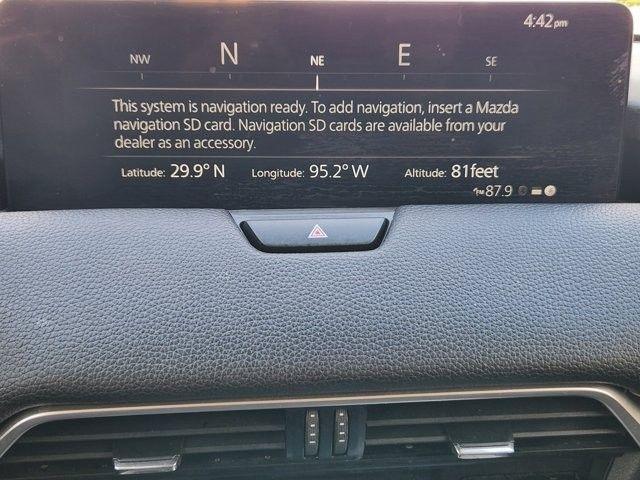 4:42pm
NW N NE E SE
This system is navigation ready. To add navigation, insert a Mazda
navigation SD card. Navigation SD cards are available from your
dealer as an accessory.
Latitude: 29.9° N Longitude: 95.2° W Altitude: 81feet
FM 87.9